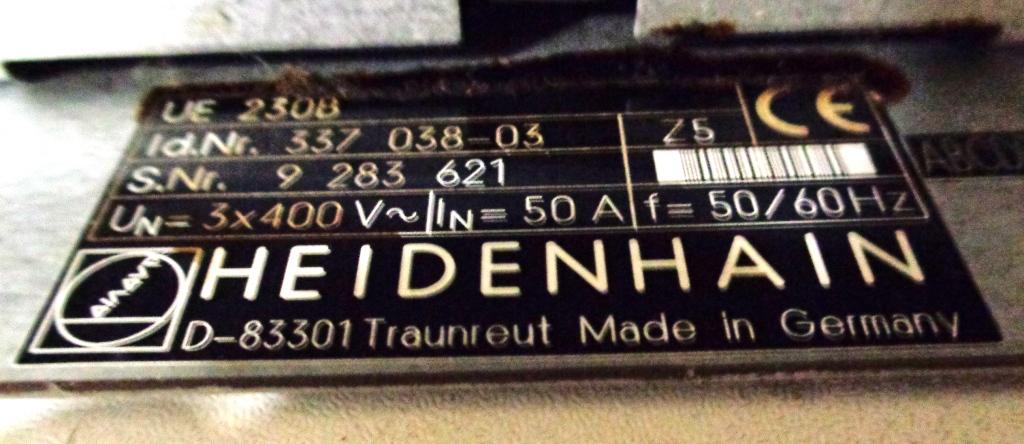 UE 230B
Id.Nr. 337 038-03 Z5 CE
S.Nr. 9 283 621
UN= 3x400 V~ IN = 50 A f= 50/60Hz
HEIDENHAIN
D-83301 Traunreut Made in Germany